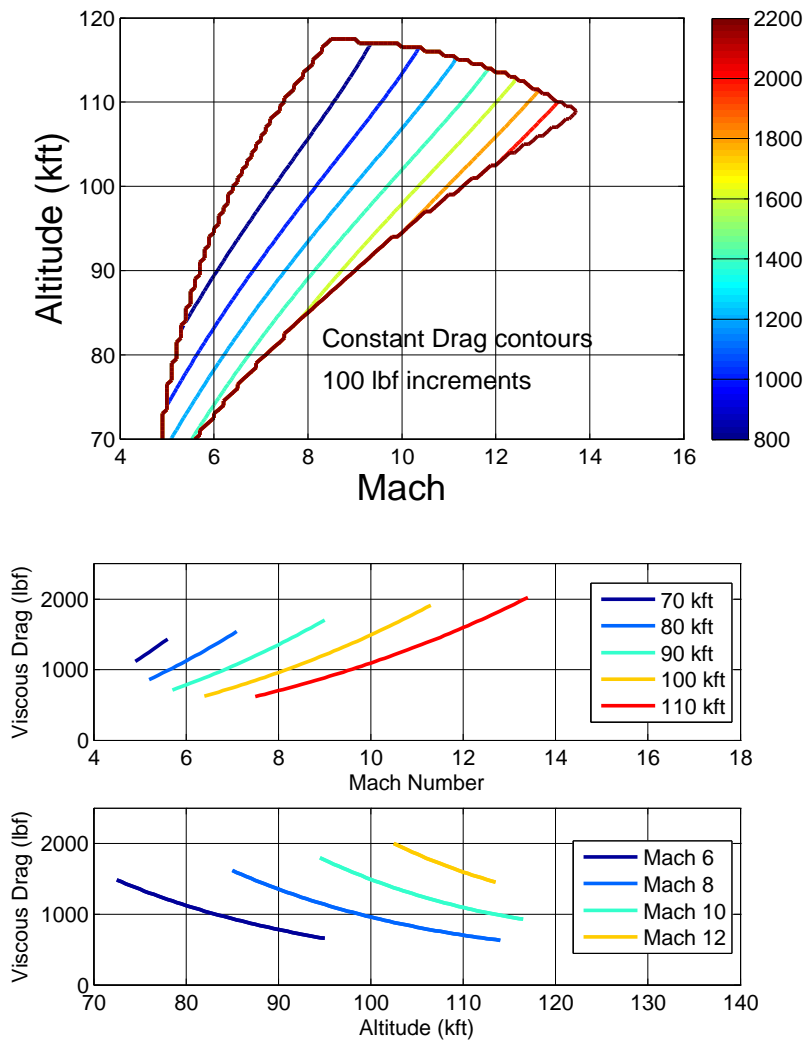 120
110
100
90
80
70
Altitude (kft)
Constant Drag contours
100 lbf increments
4 6 8 10 12 14 16
Mach
2200
2000
1800
1600
1400
1200
1000
800
Viscous Drag (lbf)
2000
1000
0
70 kft
80 kft
90 kft
100 kft
110 kft
4 6 8 10 12 14 16 18
Mach Number
Viscous Drag (lbf)
2000
1000
0
Mach 6
Mach 8
Mach 10
Mach 12
70 80 90 100 110 120 130 140
Altitude (kft)